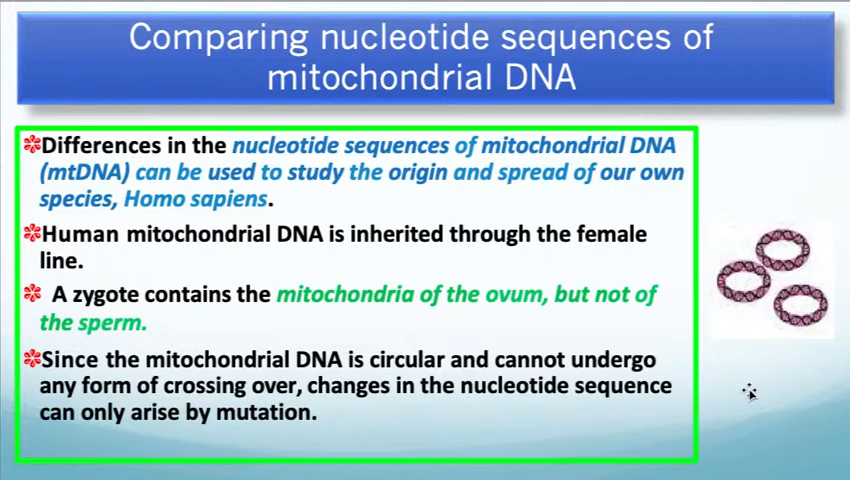 Comparing nucleotide sequences of
mitochondrial DNA
Differences in the nucleotide sequences of mitochondrial DNA
(mtDNA) can be used to study the origin and spread of our own
species, Homo sapiens.
Human mitochondrial DNA is inherited through the female
line.
A zygote contains the mitochondria of the ovum, but not of
the sperm.
Since the mitochondrial DNA is circular and cannot undergo
any form of crossing over, changes in the nucleotide sequence
can only arise by mutation.